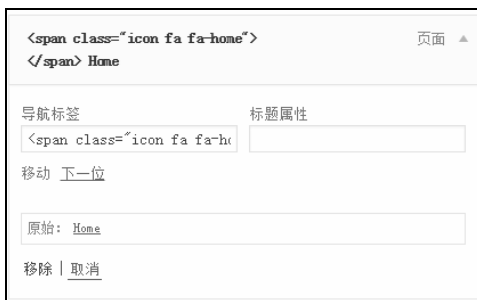 <span class="icon fa fa-home"> 页面
</span> Home
导航标签 标题属性
<span class="icon fa fa-h
移动 下一位
原始: Home
移除 | 取消